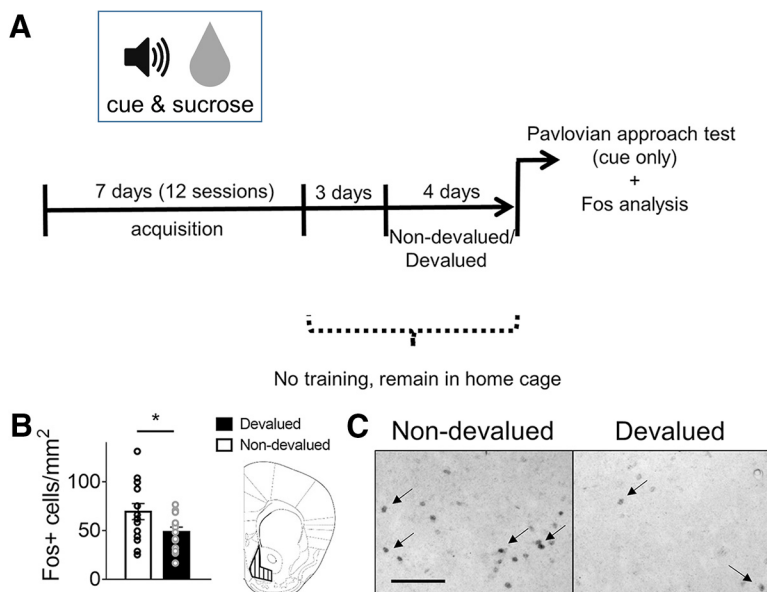 A
cue & sucrose
7 days (12 sessions)
acquisition
3 days
4 days
Non-devalued/
Devalued
Pavlovian approach test
(cue only)
+
Fos analysis
No training, remain in home cage
B
Fos+ cells/mm²
100
50
0
*
Devalued
Non-devalued
C
Non-devalued
Devalued